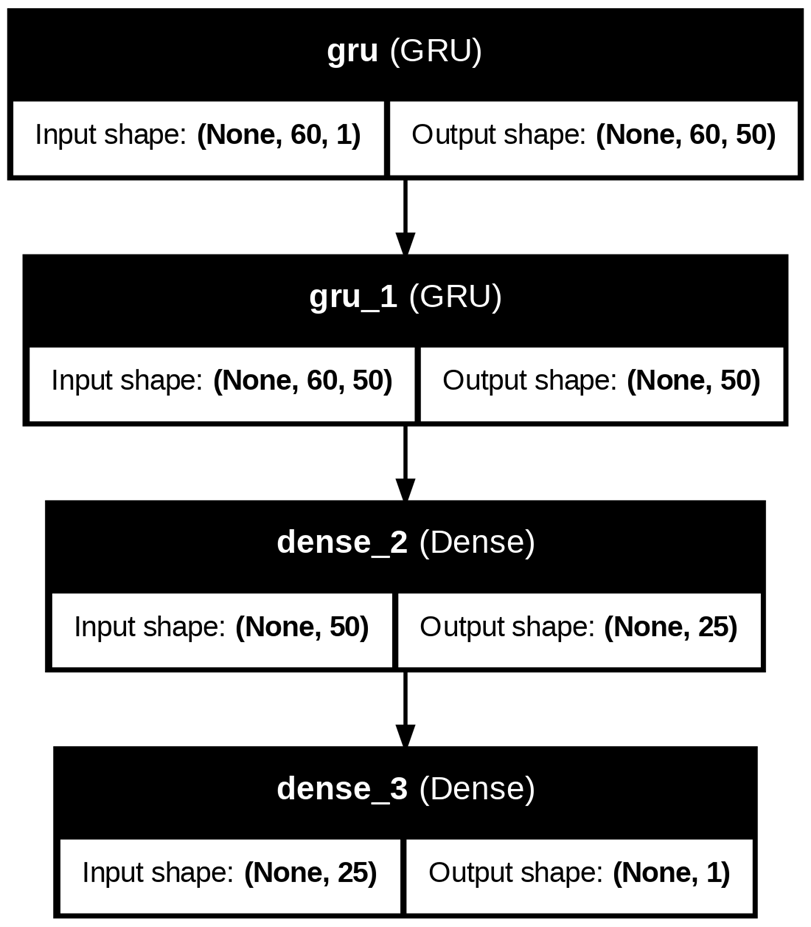 gru (GRU)
Input shape: (None, 60, 1) Output shape: (None, 60, 50)
gru_1 (GRU)
Input shape: (None, 60, 50) Output shape: (None, 50)
dense_2 (Dense)
Input shape: (None, 50) Output shape: (None, 25)
dense_3 (Dense)
Input shape: (None, 25) Output shape: (None, 1)